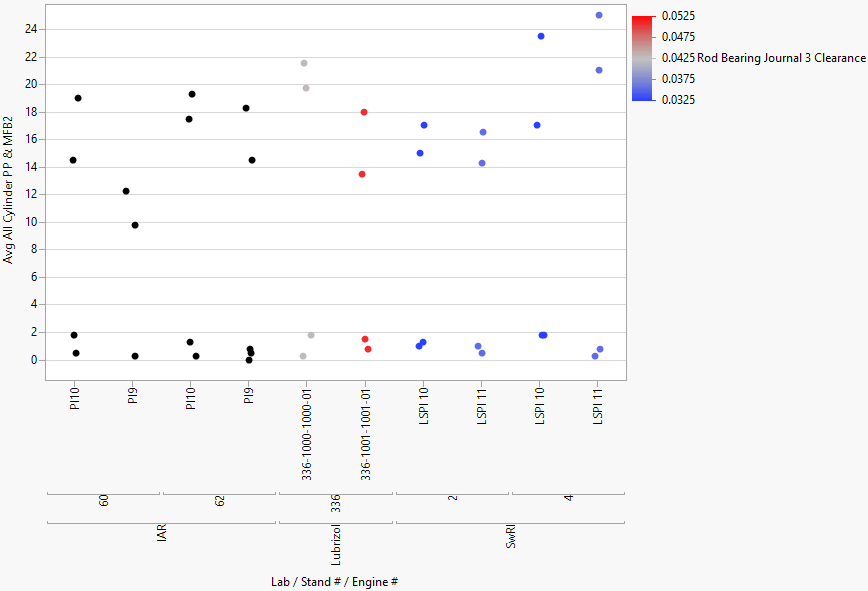 24
22
20
18
16
14
12
10
8
6
4
2
0
Avg All Cylinder PP & MFB2
0.0525
0.0475
0.0425
0.0375
0.0325
Rod Bearing Journal 3 Clearance
PI10
PI9
PI10
PI9
336-1000-1000-01
336-1001-1001-01
LSPI 10
LSPI 11
LSPI 10
LSPI 11
60
62
336
2
4
IAR
Lubrizol
SwRI
Lab / Stand # / Engine #